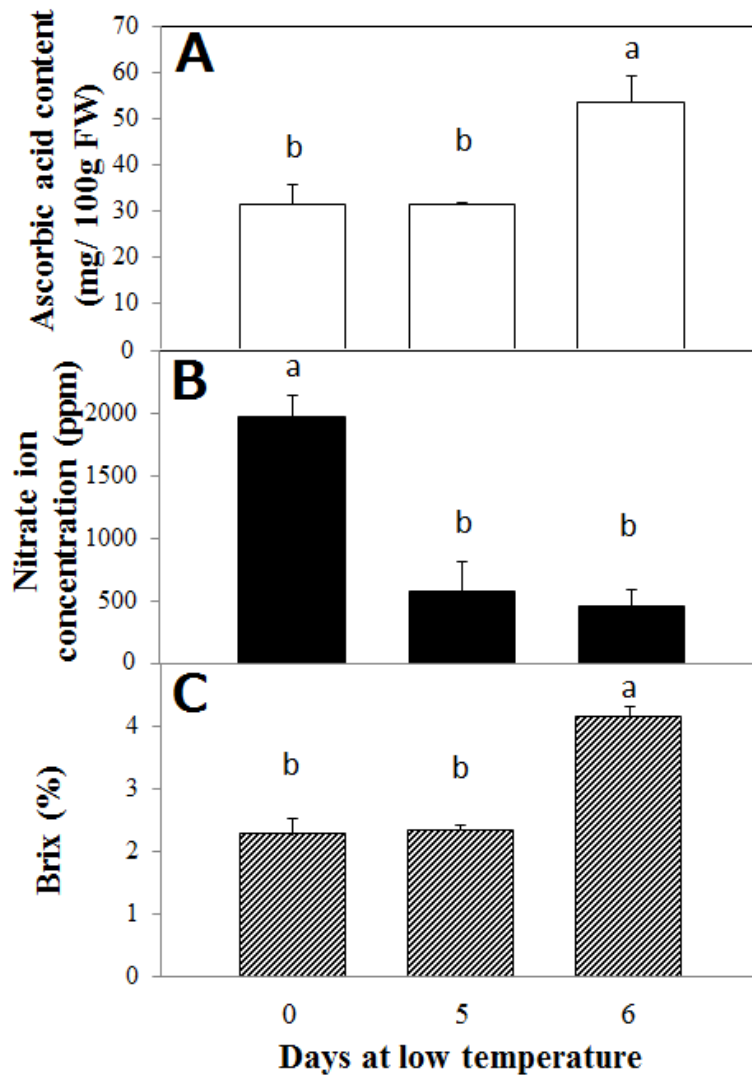 A
Ascorbic acid content
(mg/ 100g FW)
70
60
50
40
30
20
10
0
b
b
a
B
Nitrate ion
concentration (ppm)
2000
1500
1000
500
0
a
b
b
C
Brix (%)
4
3
2
1
0
b
b
a
0 5 6
Days at low temperature